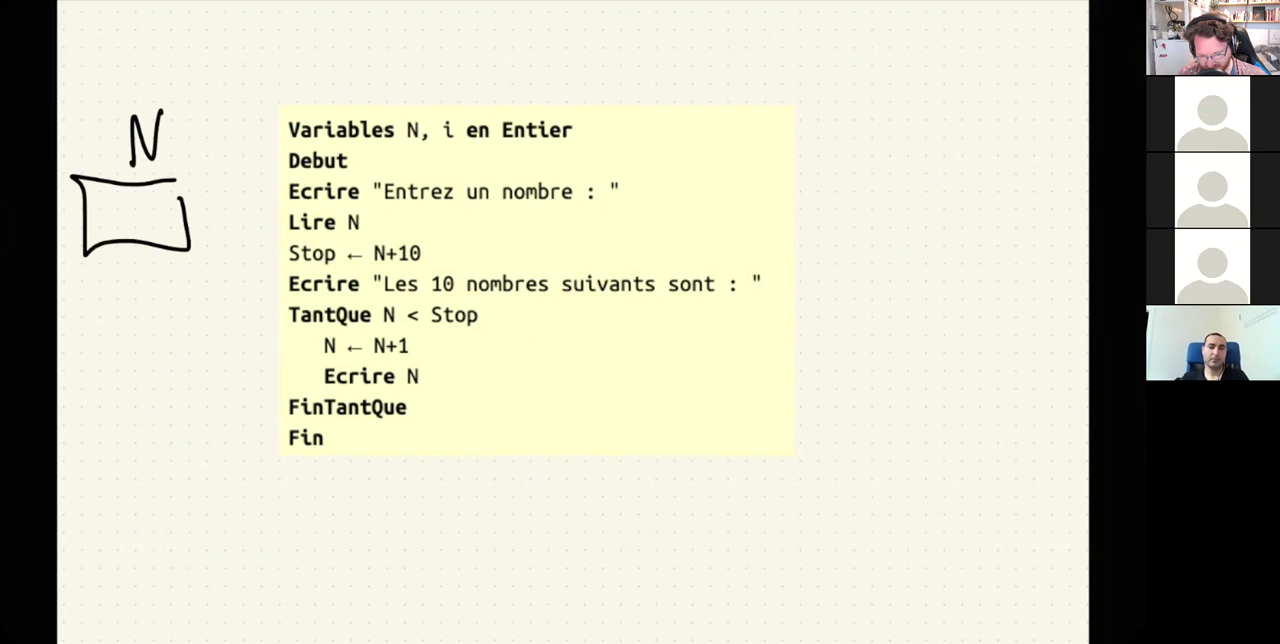 N
Variables N, i en Entier
Debut
Ecrire "Entrez un nombre : "
Lire N
Stop ← N+10
Ecrire "Les 10 nombres suivants sont : "
TantQue N < Stop
N ← N+1
Ecrire N
FinTantQue
Fin